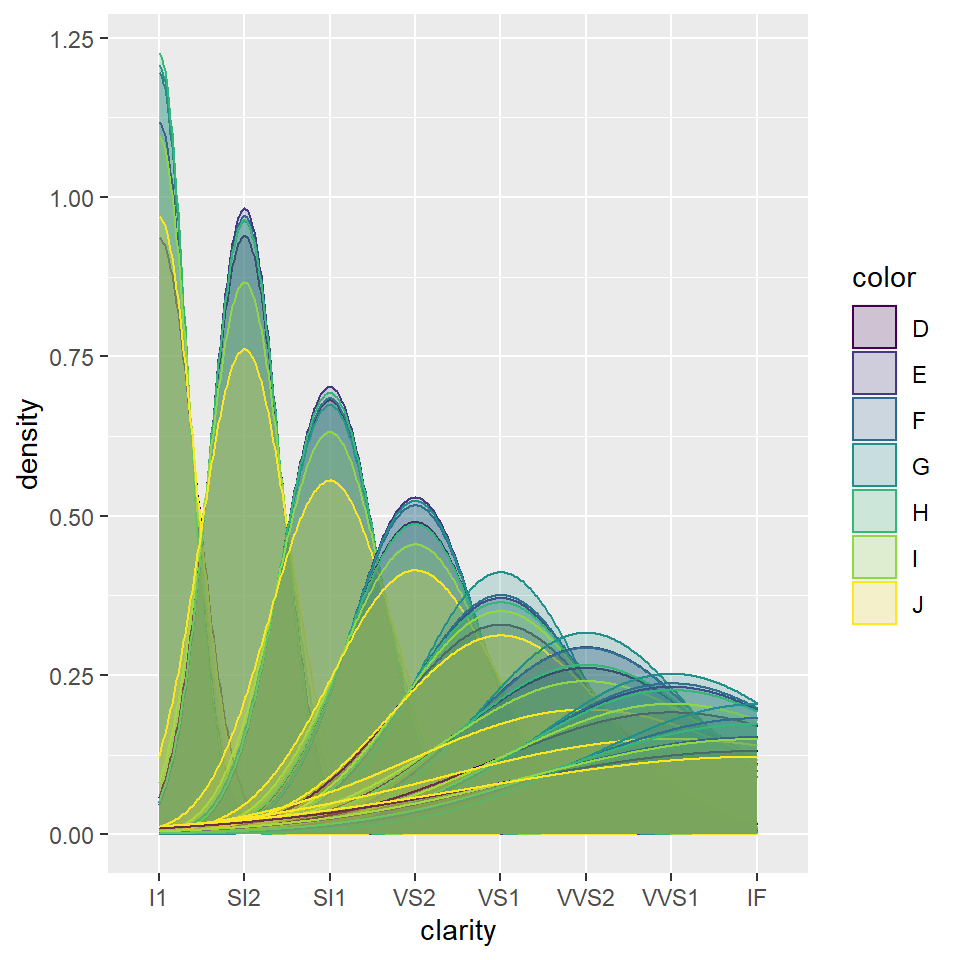 1.25
1.00
0.75
0.50
0.25
0.00
density
I1 SI2 SI1 VS2 VS1 VVS2 VVS1 IF
clarity
color
D
E
F
G
H
I
J